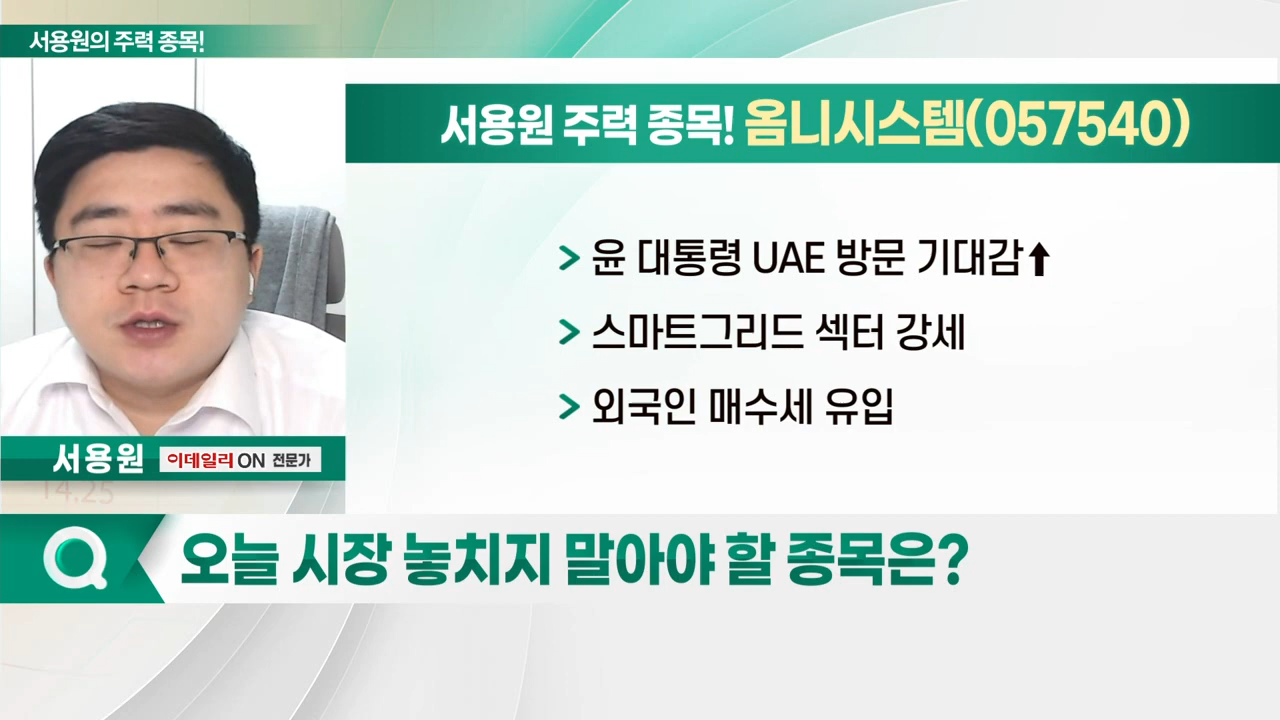 서용원의 주력 종목!
서용원 주력 종목! 옴니시스템(057540)
> 윤 대통령 UAE 방문 기대감↑
> 스마트그리드 섹터 강세
> 외국인 매수세 유입
서용원 이데일리 ON 전문가
14.25
오늘 시장 놓치지 말아야 할 종목은?